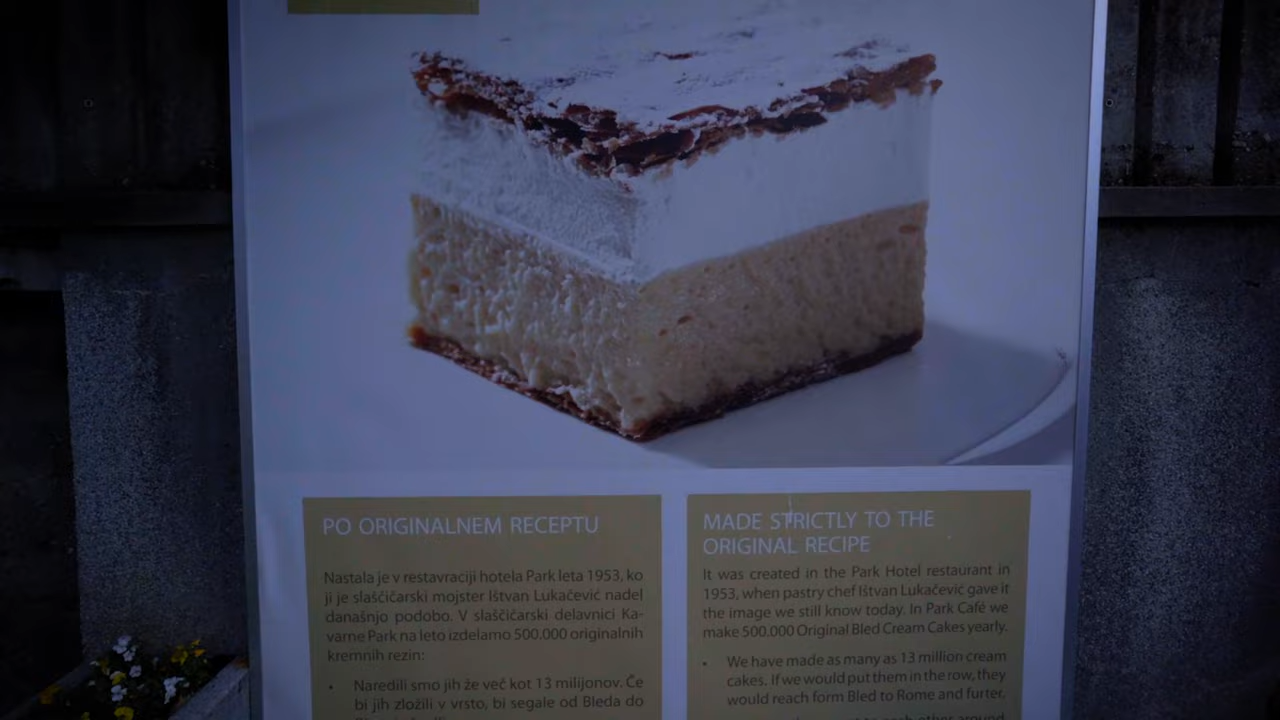 PO ORIGINALNEM RECEPTU
Nastala je v restavraciji hotela Park leta 1953, ko
ji je slaščičarski mojster Ištvan Lukačević nadel
današnjo podobo. V slaščičarski delavnici Ka-
varne Park na leto izdelamo 500.000 originalnih
kremnih rezin:
• Naredili smo jih že več kot 13 milijonov. Če
bi jih zložili v vrsto, bi segale od Bleda do
MADE STRICTLY TO THE
ORIGINAL RECIPE
It was created in the Park Hotel restaurant in
1953, when pastry chef Ištvan Lukačević gave it
the image we still know today. In Park Café we
make 500.000 Original Bled Cream Cakes yearly.
• We have made as many as 13 million cream
cakes. If we would put them in the row, they
would reach form Bled to Rome and furter.
to each other around